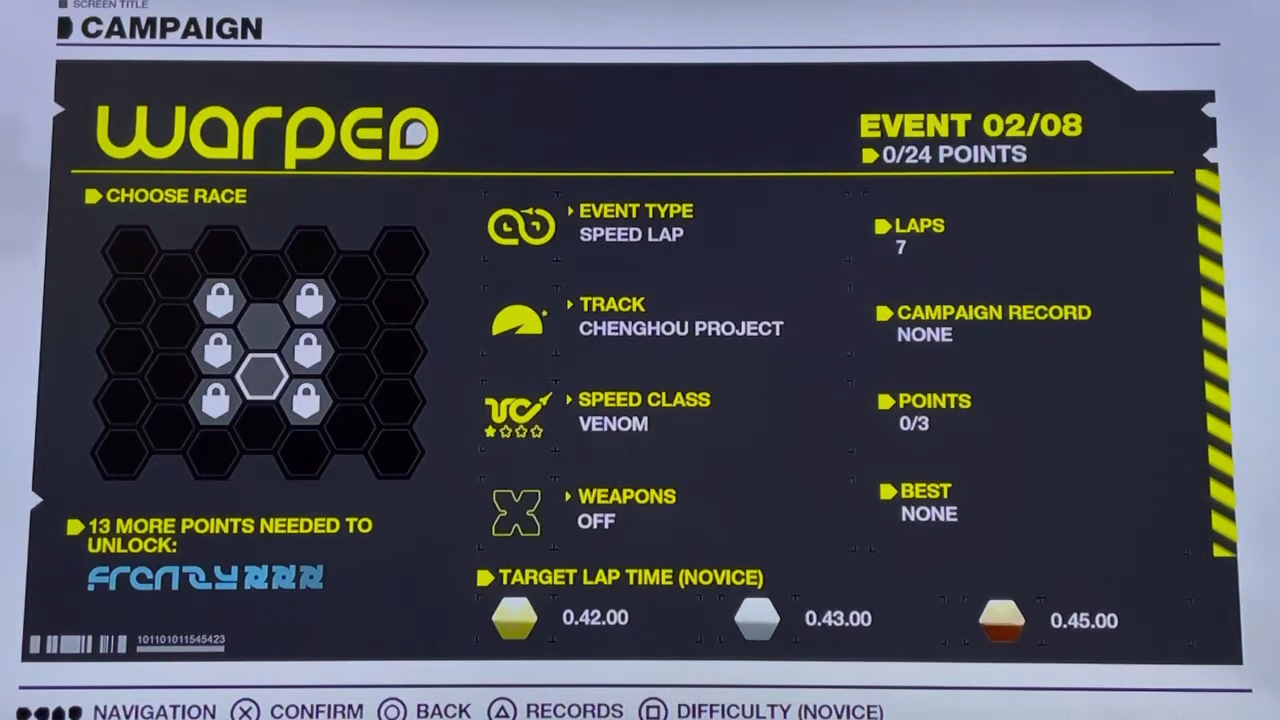 SCREEN TITLE
CAMPAIGN
WARPED
EVENT 02/08
0/24 POINTS
CHOOSE RACE
13 MORE POINTS NEEDED TO
UNLOCK:
FRENZY
101101011545423
EVENT TYPE
SPEED LAP
TRACK
CHENGHOU PROJECT
SPEED CLASS
VENOM
WEAPONS
OFF
LAPS
7
CAMPAIGN RECORD
NONE
POINTS
0/3
BEST
NONE
TARGET LAP TIME (NOVICE)
0.42.00
0.43.00
0.45.00
NAVIGATION CONFIRM BACK RECORDS DIFFICULTY (NOVICE)